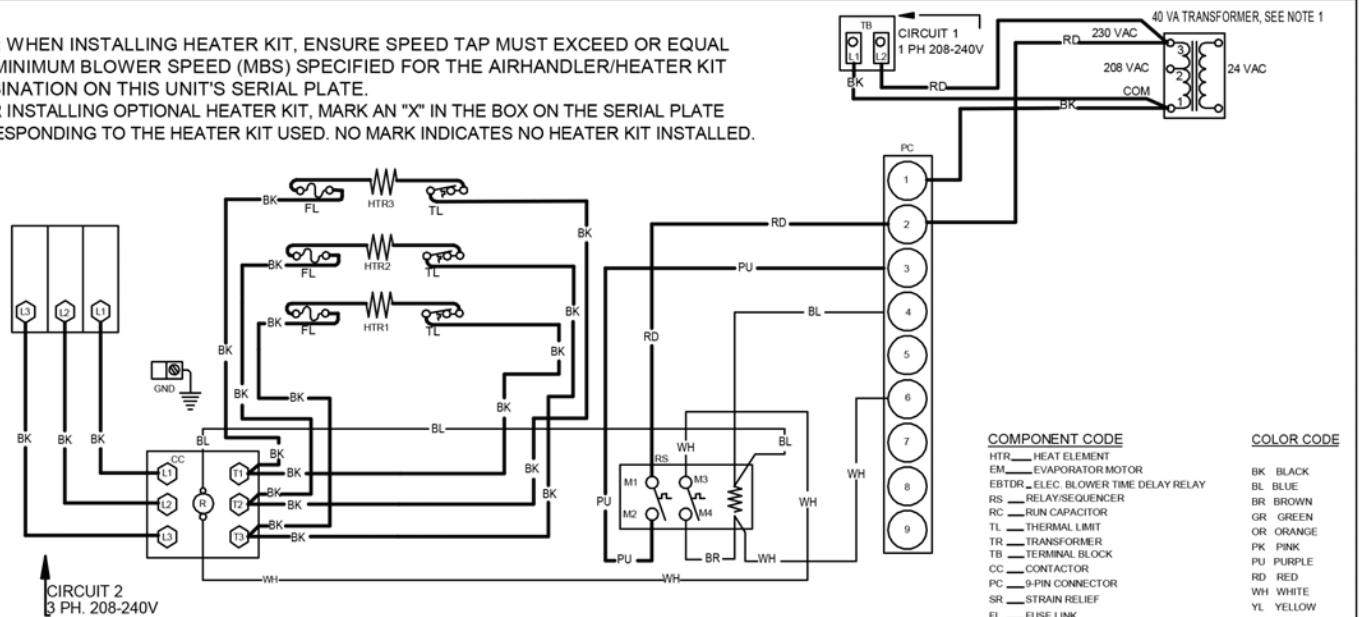 : WHEN INSTALLING HEATER KIT, ENSURE SPEED TAP MUST EXCEED OR EQUAL
MINIMUM BLOWER SPEED (MBS) SPECIFIED FOR THE AIRHANDLER/HEATER KIT
BINATION ON THIS UNIT'S SERIAL PLATE.
R INSTALLING OPTIONAL HEATER KIT, MARK AN "X" IN THE BOX ON THE SERIAL PLATE
ESPONDING TO THE HEATER KIT USED. NO MARK INDICATES NO HEATER KIT INSTALLED.
TB
L1 L2
CIRCUIT 1
1 PH 208-240V
40 VA TRANSFORMER, SEE NOTE 1
RD 230 VAC
3
208 VAC
2
24 VAC
COM
1
BK
RD
BK
PC
1
2
3
4
5
6
7
8
9
BK
FL
HTR3
TL
BK
BK
FL
HTR2
TL
BK
BK
FL
HTR1
TL
BK
L3 L2 L1
GND
BK
BK
BK
BK
BK
BK BK BK
BL
BL
BL
CC
L1 T1
L2 R T2
L3 T3
BK
BK
BK
BK
BK
BK
BK
BK
WH
WH
CIRCUIT 2
3 PH. 208-240V
RD
PU
BL
RD
WH
RS
M1 M3
M2 M4
PU
PU
BR
WH
WH
WH
COMPONENT CODE
HTR HEAT ELEMENT
EM EVAPORATOR MOTOR
EBTDR ELEC. BLOWER TIME DELAY RELAY
RS RELAY/SEQUENCER
RC RUN CAPACITOR
TL THERMAL LIMIT
TR TRANSFORMER
TB TERMINAL BLOCK
CC CONTACTOR
PC 9-PIN CONNECTOR
SR STRAIN RELIEF
FL FUSE LINK
COLOR CODE
BK BLACK
BL BLUE
BR BROWN
GR GREEN
OR ORANGE
PK PINK
PU PURPLE
RD RED
WH WHITE
YL YELLOW